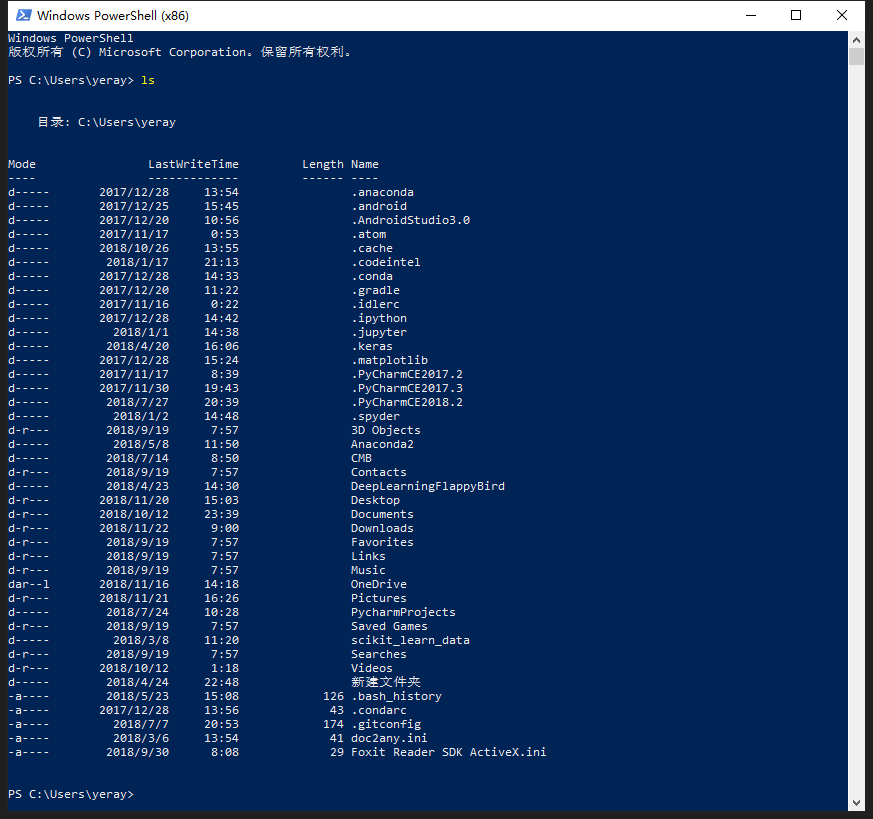 Windows PowerShell (x86)
Windows PowerShell
版权所有 (C) Microsoft Corporation。保留所有权利。
PS C:\Users\yeray> ls
目录: C:\Users\yeray
Mode                LastWriteTime         Length Name
----                -------------         ------ ----
d-----       2017/12/28     13:54                .anaconda
d-----       2017/12/25     15:45                .android
d-----       2017/12/20     10:56                .AndroidStudio3.0
d-----       2017/11/17      0:53                .atom
d-----       2018/10/26     13:55                .cache
d-----        2018/1/17     21:13                .codeintel
d-----       2017/12/28     14:33                .conda
d-----       2017/12/20     11:22                .gradle
d-----       2017/11/16      0:22                .idlerc
d-----       2017/12/28     14:42                .ipython
d-----         2018/1/1     14:38                .jupyter
d-----        2018/4/20     16:06                .keras
d-----       2017/12/28     15:24                .matplotlib
d-----       2017/11/17      8:39                .PyCharmCE2017.2
d-----       2017/11/30     19:43                .PyCharmCE2017.3
d-----        2018/7/27     20:39                .PyCharmCE2018.2
d-----         2018/1/2     14:48                .spyder
d-r---        2018/9/19      7:57                3D Objects
d-----         2018/5/8     11:50                Anaconda2
d-----        2018/7/14      8:50                CMB
d-r---        2018/9/19      7:57                Contacts
d-----        2018/4/23     14:30                DeepLearningFlappyBird
d-r---       2018/11/20     15:03                Desktop
d-r---       2018/10/12     23:39                Documents
d-r---       2018/11/22      9:00                Downloads
d-r---        2018/9/19      7:57                Favorites
d-r---        2018/9/19      7:57                Links
d-r---        2018/9/19      7:57                Music
dar--l       2018/11/16     14:18                OneDrive
d-r---       2018/11/21     16:26                Pictures
d-----        2018/7/24     10:28                PycharmProjects
d-r---        2018/9/19      7:57                Saved Games
d-----         2018/3/8     11:20                scikit_learn_data
d-r---        2018/9/19      7:57                Searches
d-r---       2018/10/12      1:18                Videos
d-----        2018/4/24     22:48                新建文件夹
-a----        2018/5/23     15:08            126 .bash_history
-a----       2017/12/28     13:56             43 .condarc
-a----         2018/7/7     20:53            174 .gitconfig
-a----         2018/3/6     13:54             41 doc2any.ini
-a----        2018/9/30      8:08             29 Foxit Reader SDK ActiveX.ini
PS C:\Users\yeray>